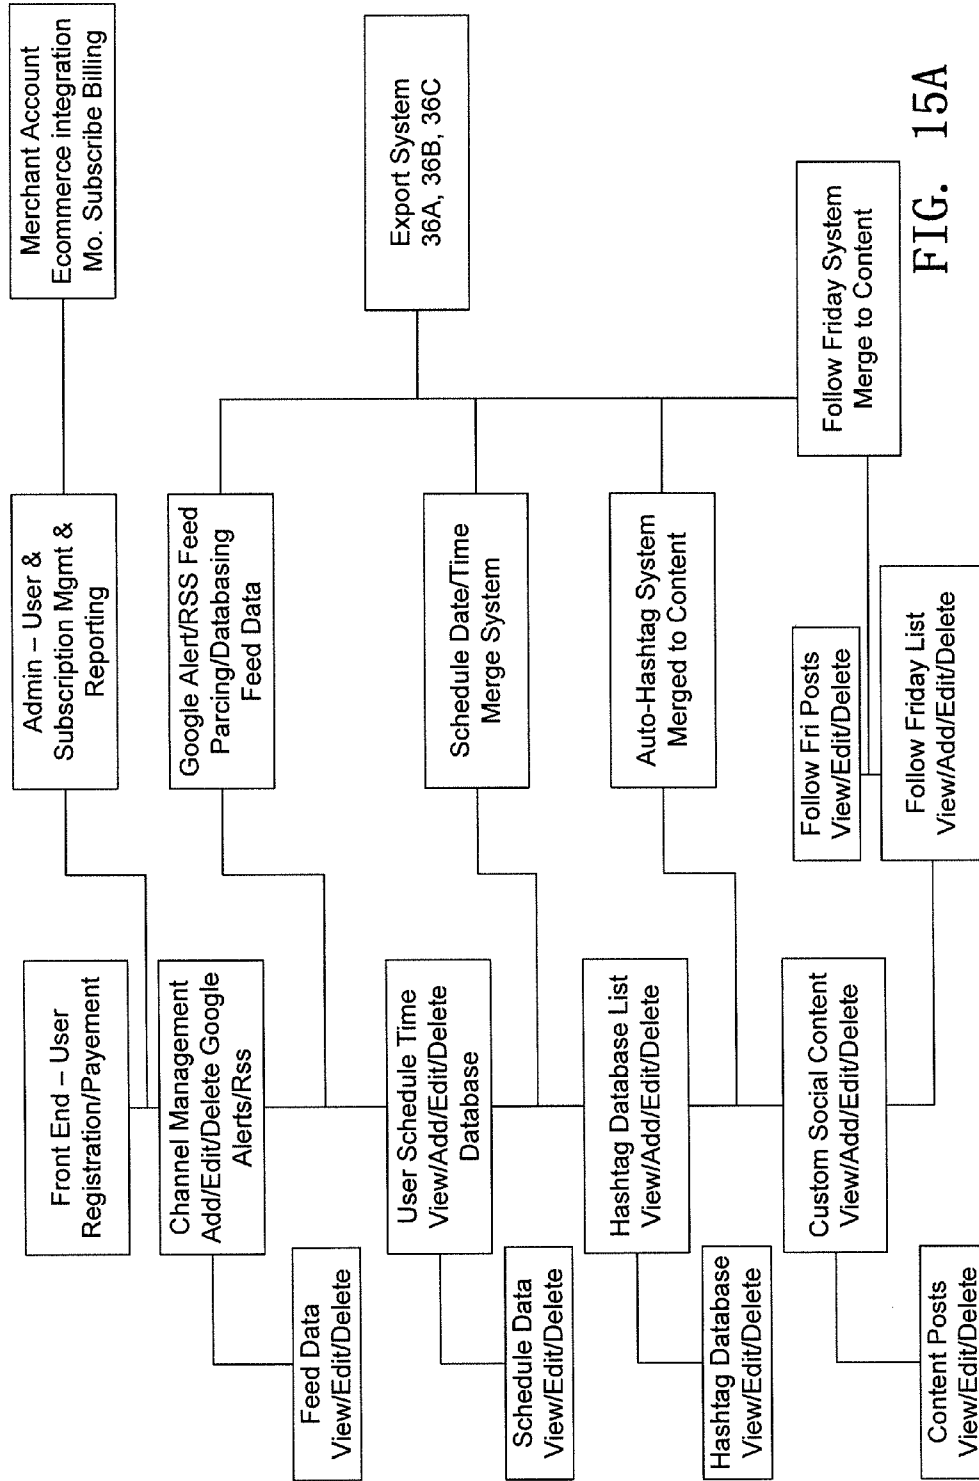 Merchant Account
Ecommerce integration
Mo. Subscribe Billing
Export System
36A, 36B, 36C
Follow Friday System
Merge to Content
Admin – User &
Subscription Mgmt &
Reporting
Google Alert/RSS Feed
Parcing/Databasing
Feed Data
Schedule Date/Time
Merge System
Auto-Hashtag System
Merged to Content
Follow Fri Posts
View/Edit/Delete
Follow Friday List
View/Add/Edit/Delete
Front End – User
Registration/Payement
Channel Management
Add/Edit/Delete Google
Alerts/Rss
User Schedule Time
View/Add/Edit/Delete
Database
Hashtag Database List
View/Add/Edit/Delete
Custom Social Content
View/Add/Edit/Delete
Feed Data
View/Edit/Delete
Schedule Data
View/Edit/Delete
Hashtag Database
View/Edit/Delete
Content Posts
View/Edit/Delete
FIG. 15A